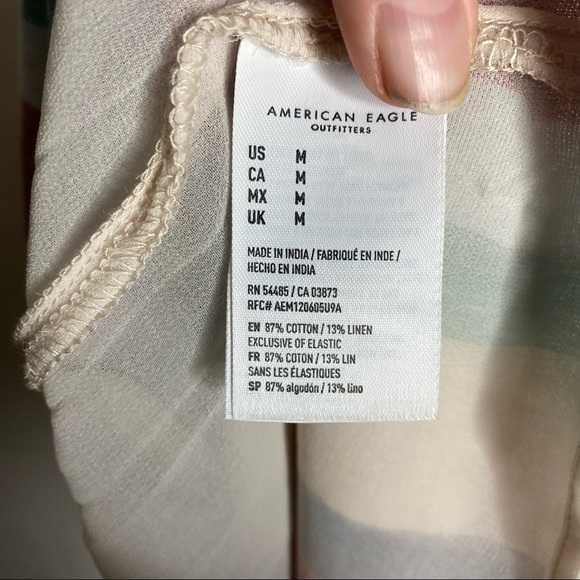 AMERICAN EAGLE
OUTFITTERS
US M
CA M
MX M
UK M
MADE IN INDIA / FABRIQUÉ EN INDE /
HECHO EN INDIA
RN 54485 / CA 03873
RFC# AEM120605U9A
EN 87% COTTON / 13% LINEN
EXCLUSIVE OF ELASTIC
FR 87% COTON / 13% LIN
SANS LES ÉLASTIQUES
SP 87% algodón / 13% lino